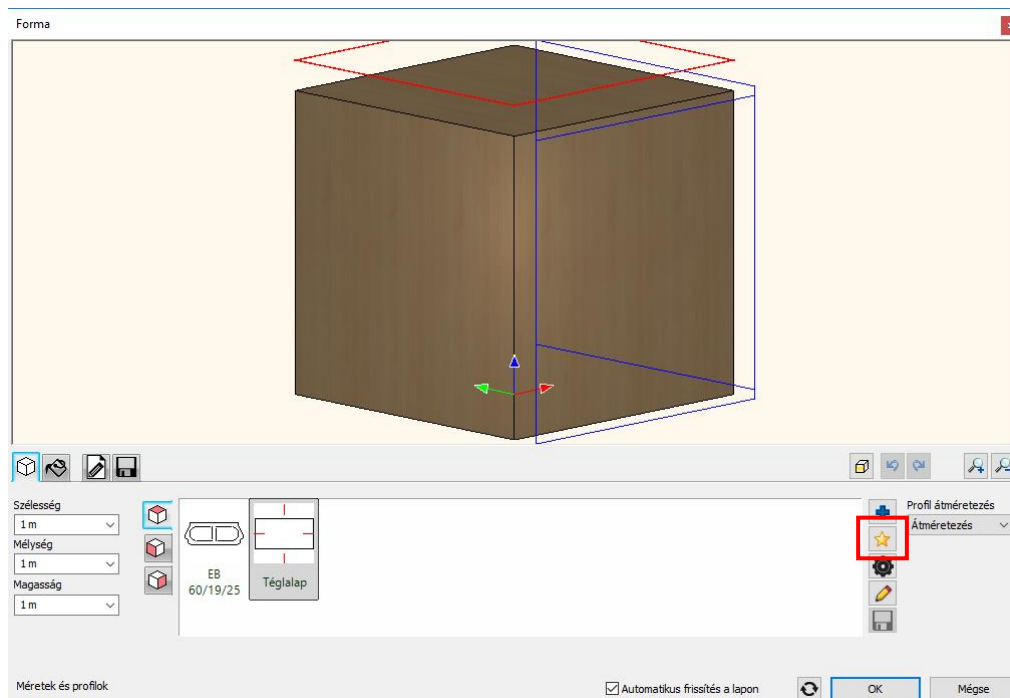 Forma
Szélesség
1 m
Mélység
1 m
Magasság
1 m
EB
60/19/25
Téglalap
Profil átméretezés
Átméretezés
Méretek és profilok
Automatikus frissítés a lapon
OK
Mégse